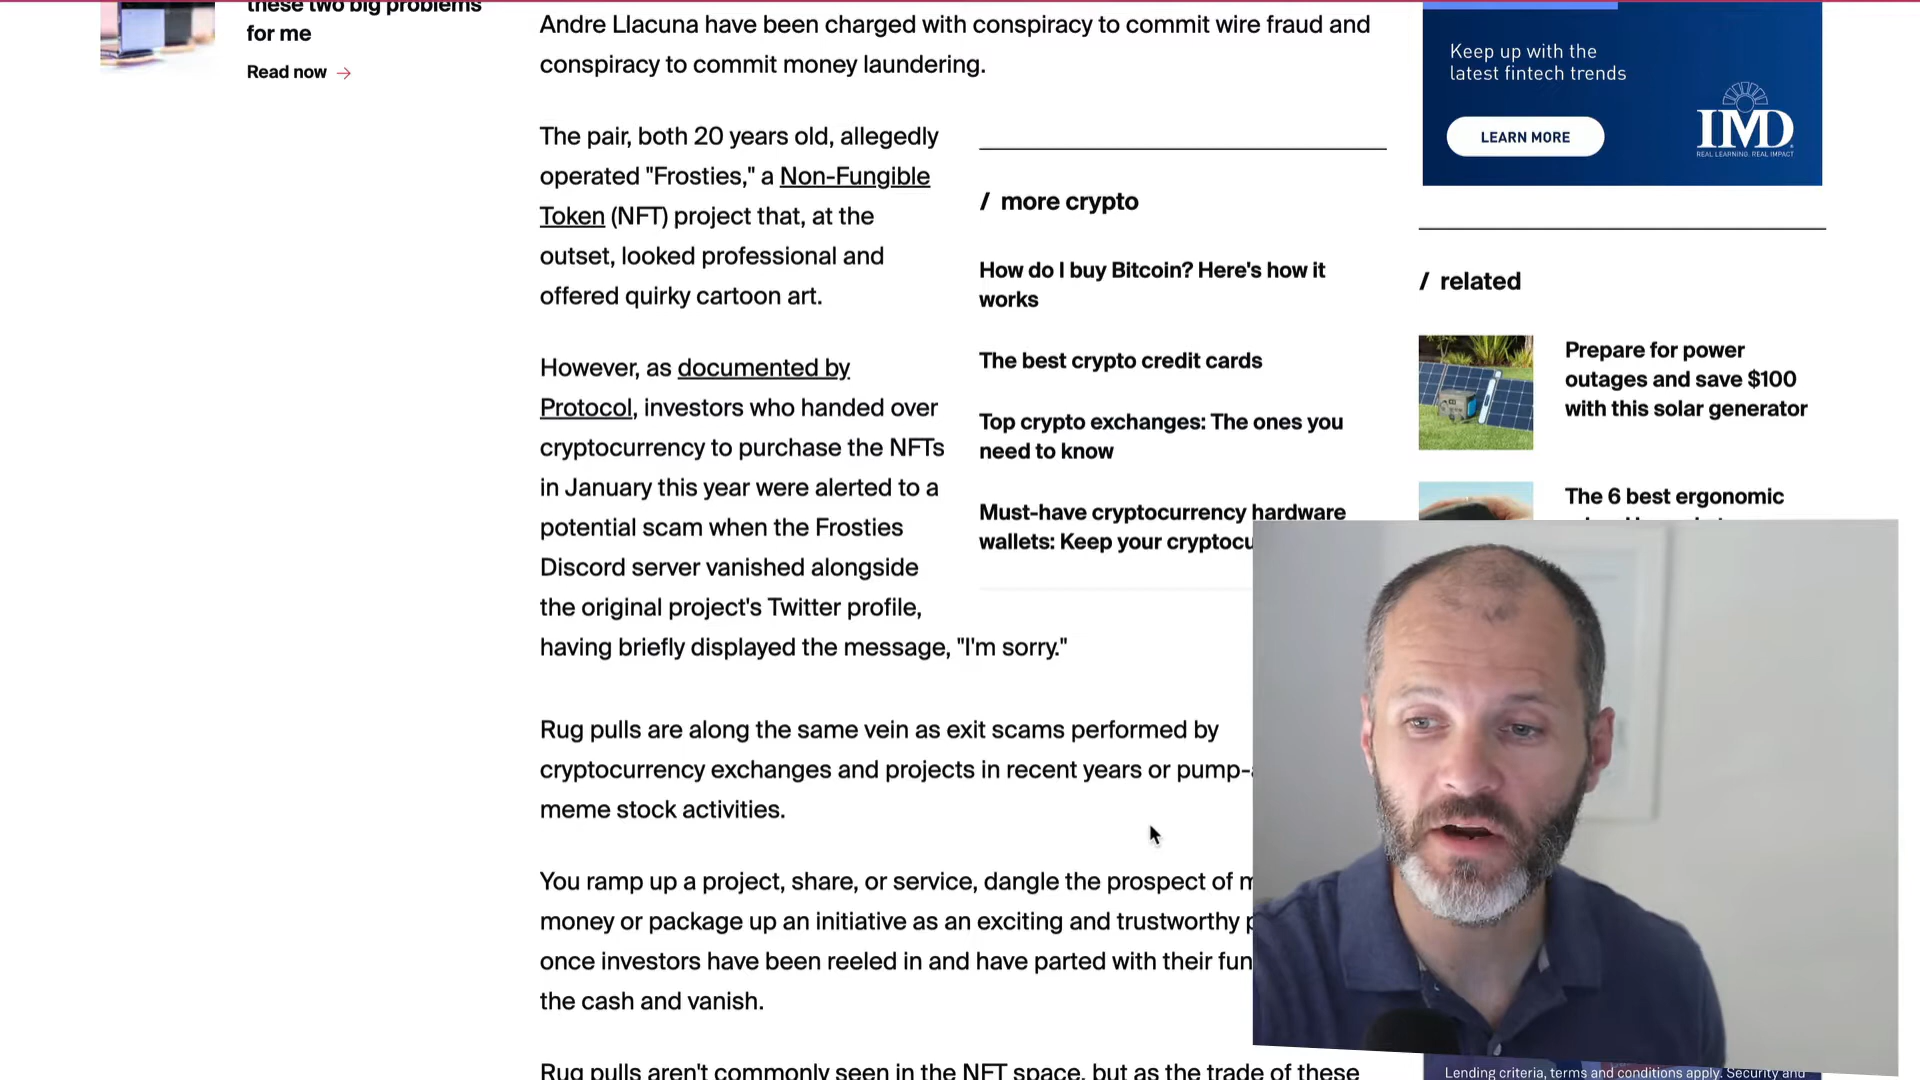 these two big problems
for me
Read now →
Andre Llacuna have been charged with conspiracy to commit wire fraud and
conspiracy to commit money laundering.
The pair, both 20 years old, allegedly
operated "Frosties," a Non-Fungible
Token (NFT) project that, at the
outset, looked professional and
offered quirky cartoon art.
However, as documented by
Protocol, investors who handed over
cryptocurrency to purchase the NFTs
in January this year were alerted to a
potential scam when the Frosties
Discord server vanished alongside
the original project's Twitter profile,
having briefly displayed the message, "I'm sorry."
Rug pulls are along the same vein as exit scams performed by
cryptocurrency exchanges and projects in recent years or pump-
meme stock activities.
You ramp up a project, share, or service, dangle the prospect of
money or package up an initiative as an exciting and trustworthy
once investors have been reeled in and have parted with their
the cash and vanish.
Rug pulls aren't commonly seen in the NFT space, but as the trade of these
/ more crypto
How do I buy Bitcoin? Here's how it
works
The best crypto credit cards
Top crypto exchanges: The ones you
need to know
Must-have cryptocurrency hardware
wallets: Keep your
Keep up with the
latest fintech trends
LEARN MORE
IMD
REAL LEARNING. REAL IMPACT
/ related
Prepare for power
outages and save $100
with this solar generator
The 6 best ergonomic
Lending criteria, terms and conditions apply. Security and